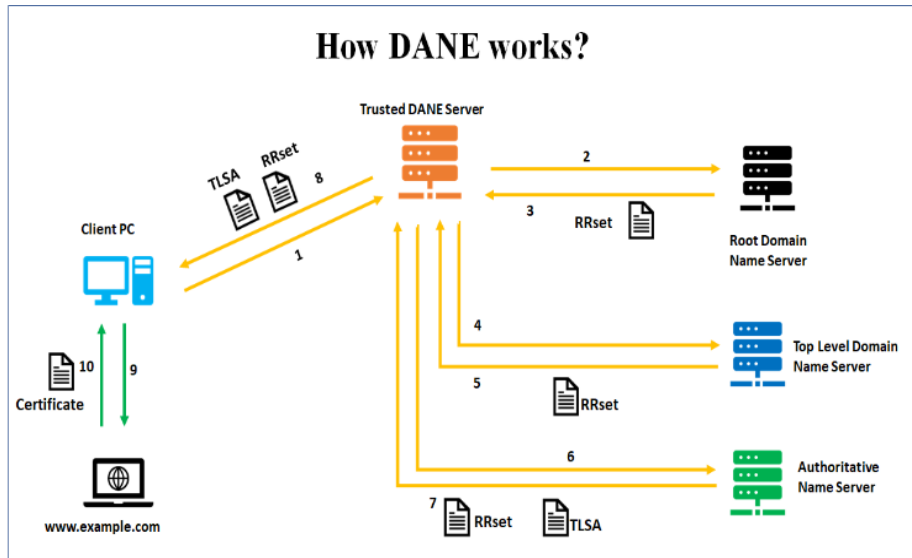 How DANE works?
Trusted DANE Server
TLSA
RRset
8
1
Client PC
2
3
RRset
Root Domain
Name Server
4
5
RRset
Top Level Domain
Name Server
6
7
RRset
TLSA
Authoritative
Name Server
10
9
Certificate
www.example.com